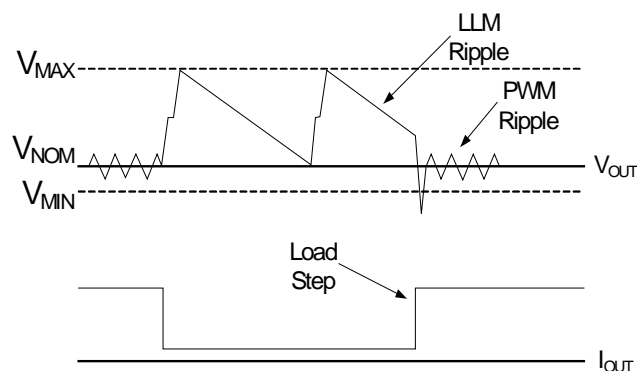 LLM
Ripple
VMAX
PWM
Ripple
VNOM
VOUT
VMIN
Load
Step
IOUT